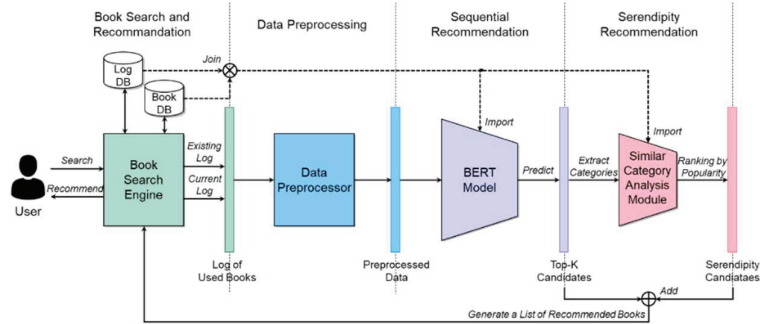 Book Search and
Recommandation
Data Preprocessing
Sequential
Recommendation
Serendipity
Recommendation
Log
DB
Join
Book
DB
Import
Import
Search
Recommend
User
Book
Search
Engine
Existing
Log
Current
Log
Data
Preprocessor
BERT
Model
Predict
Extract
Categories
Similar
Category
Analysis
Module
Ranking by
Popularity
Log of
Used Books
Preprocessed
Data
Top-K
Candidates
Serendipity
Candiataes
Add
Generate a List of Recommended Books